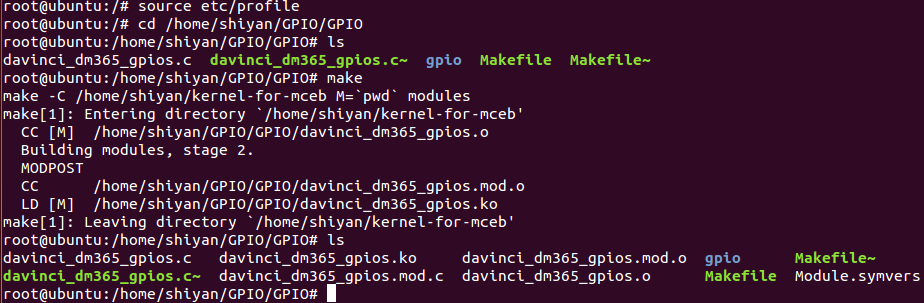 root@ubuntu:/# source etc/profile
root@ubuntu:/# cd /home/shiyan/GPIO/GPIO
root@ubuntu:/home/shiyan/GPIO/GPIO# ls
davinci_dm365_gpios.c  davinci_dm365_gpios.c~  gpio  Makefile  Makefile~
root@ubuntu:/home/shiyan/GPIO/GPIO# make
make -C /home/shiyan/kernel-for-mceb M=`pwd` modules
make[1]: Entering directory `/home/shiyan/kernel-for-mceb'
  CC [M]  /home/shiyan/GPIO/GPIO/davinci_dm365_gpios.o
  Building modules, stage 2.
  MODPOST
  CC      /home/shiyan/GPIO/GPIO/davinci_dm365_gpios.mod.o
  LD [M]  /home/shiyan/GPIO/GPIO/davinci_dm365_gpios.ko
make[1]: Leaving directory `/home/shiyan/kernel-for-mceb'
root@ubuntu:/home/shiyan/GPIO/GPIO# ls
davinci_dm365_gpios.c   davinci_dm365_gpios.ko     davinci_dm365_gpios.mod.o  gpio      Makefile~
davinci_dm365_gpios.c~  davinci_dm365_gpios.mod.c  davinci_dm365_gpios.o      Makefile  Module.symvers
root@ubuntu:/home/shiyan/GPIO/GPIO#